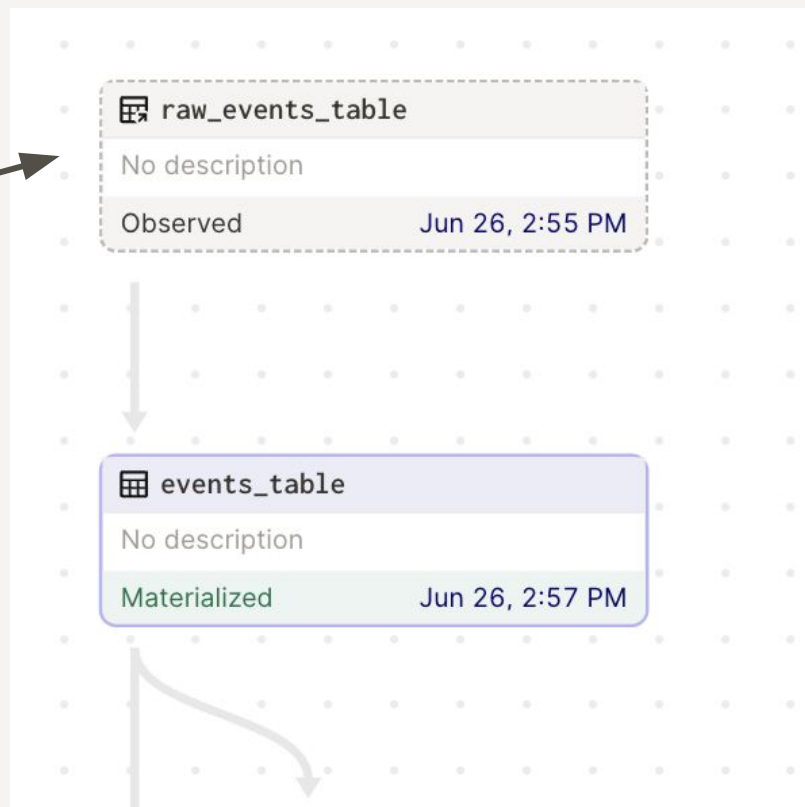 raw_events_table
No description
Observed Jun 26, 2:55 PM
events_table
No description
Materialized Jun 26, 2:57 PM